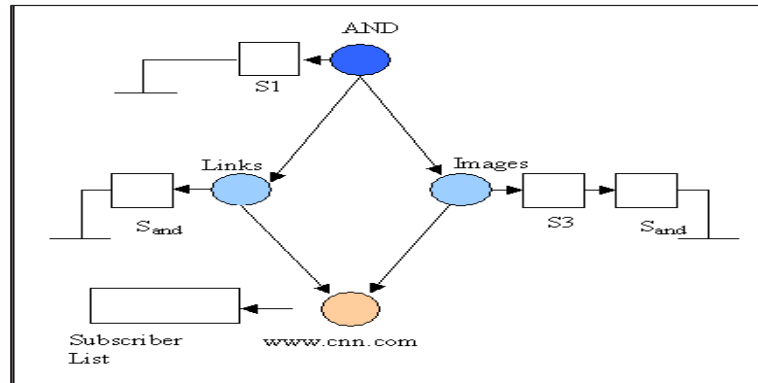 AND
S1
Links
Images
Sand
S3
Sand
Subscriber
List
www.cnn.com